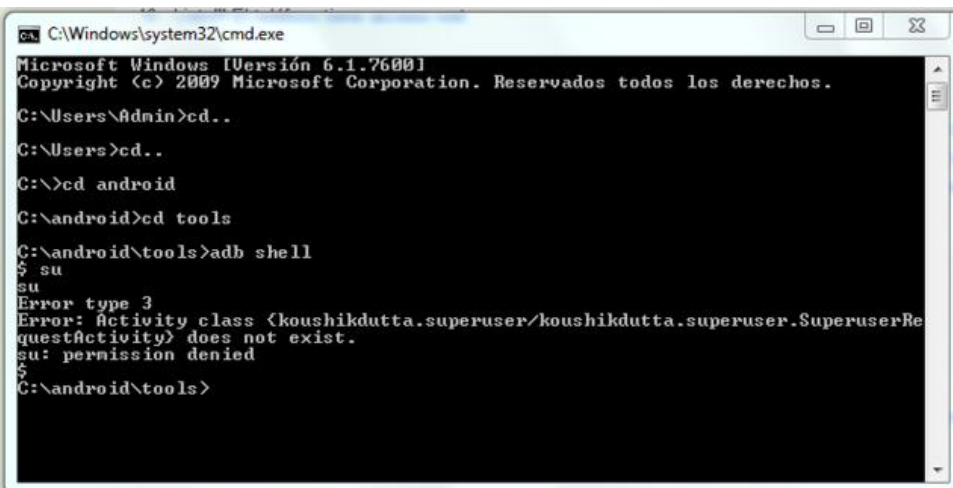 C:\Windows\system32\cmd.exe
Microsoft Windows [Versión 6.1.7600]
Copyright (c) 2009 Microsoft Corporation. Reservados todos los derechos.
C:\Users\Admin>cd..
C:\Users>cd..
C:\>cd android
C:\android>cd tools
C:\android\tools>adb shell
$ su
su
Error type 3
Error: Activity class {koushikdutta.superuser/koushikdutta.superuser.SuperuserRe
questActivity} does not exist.
su: permission denied
$
C:\android\tools>